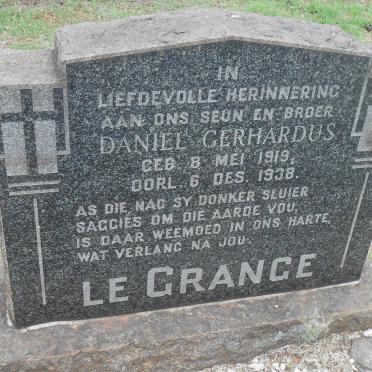 IN
LIEFDEVOLLE HERINNERING
AAN ONS SEUN EN BROER
DANIEL GERHARDUS
GEB 8 MEI 1919,
OORL 6 DES. 1938.
AS DIE NAG SY DONKER SLUIER
SAGGIES OM DIE AARDE VOU,
IS DAAR WEEMOED IN ONS HARTE,
WAT VERLANG NA JOU.
LE GRANGE